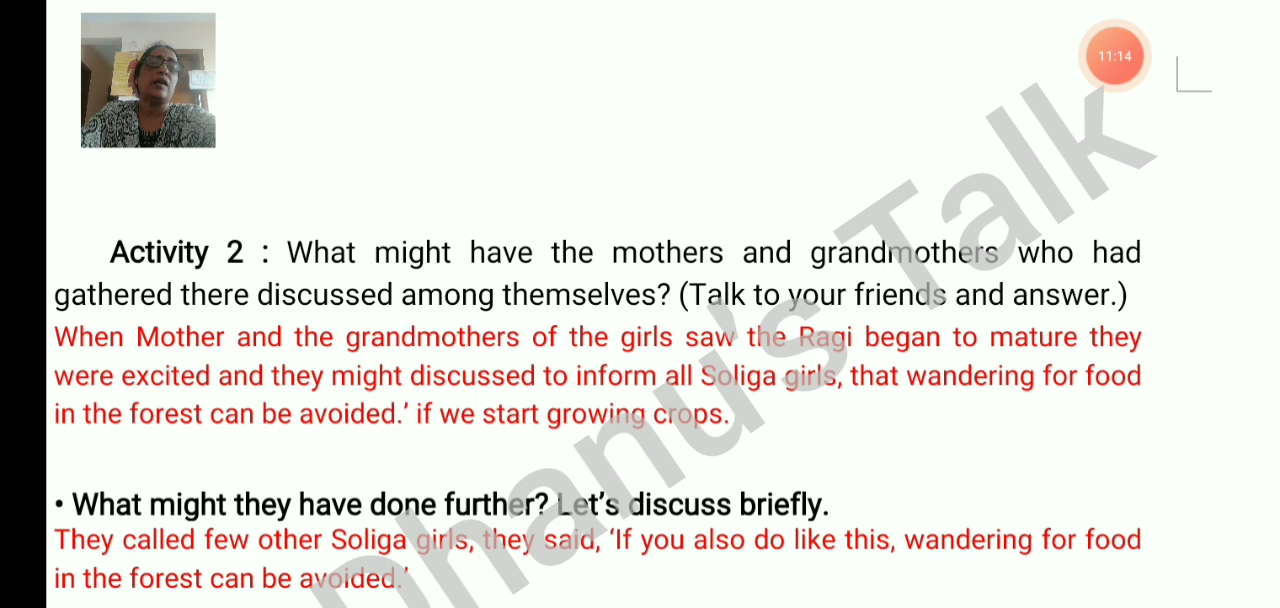 11:14
Activity 2 : What might have the mothers and grandmothers who had
gathered there discussed among themselves? (Talk to your friends and answer.)
When Mother and the grandmothers of the girls saw the Ragi began to mature they
were excited and they might discussed to inform all Soliga girls, that wandering for food
in the forest can be avoided.’ if we start growing crops.
• What might they have done further? Let’s discuss briefly.
They called few other Soliga girls, they said, ‘If you also do like this, wandering for food
in the forest can be avoided.’
Dhanu's Talk